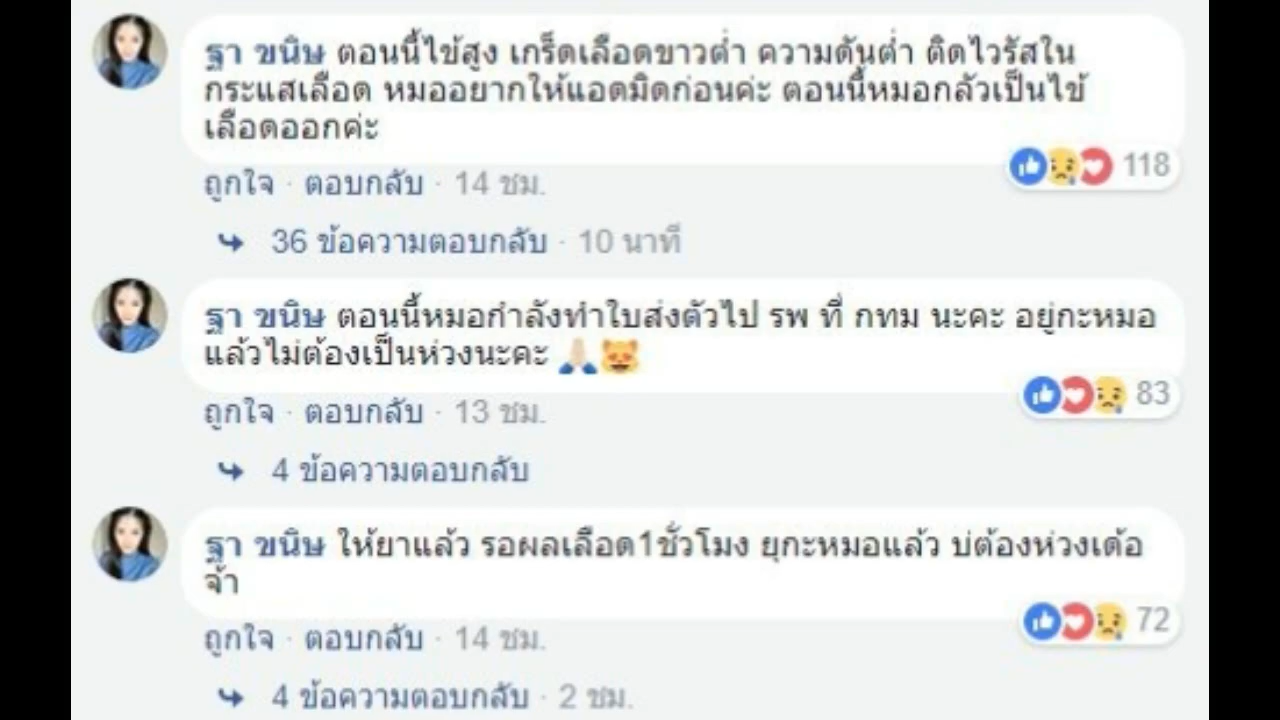 ฐา ขนิษ ตอนนี้ไข้สูง เกร็ดเลือดขาวต่ำ ความดันต่ำ ติดไวรัสใน
กระแสเลือด หมออยากให้แอดมิดก่อนค่ะ ตอนนี้หมอกลัวเป็นไข้
เลือดออกค่ะ
118
ถูกใจ · ตอบกลับ · 14 ชม.
36 ข้อความตอบกลับ · 10 นาที
ฐา ขนิษ ตอนนี้หมอกำลังทำใบส่งตัวไป รพ ที่ กทม นะคะ อยู่กะหมอ
แล้วไม่ต้องเป็นห่วงนะคะ 🙏🏻😻
83
ถูกใจ · ตอบกลับ · 13 ชม.
4 ข้อความตอบกลับ
ฐา ขนิษ ให้ยาแล้ว รอผลเลือด1ชั่วโมง ยุกะหมอแล้ว บ่ต้องห่วงเด้อ
จ้า
72
ถูกใจ · ตอบกลับ · 14 ชม.
4 ข้อความตอบกลับ · 2 ชม.